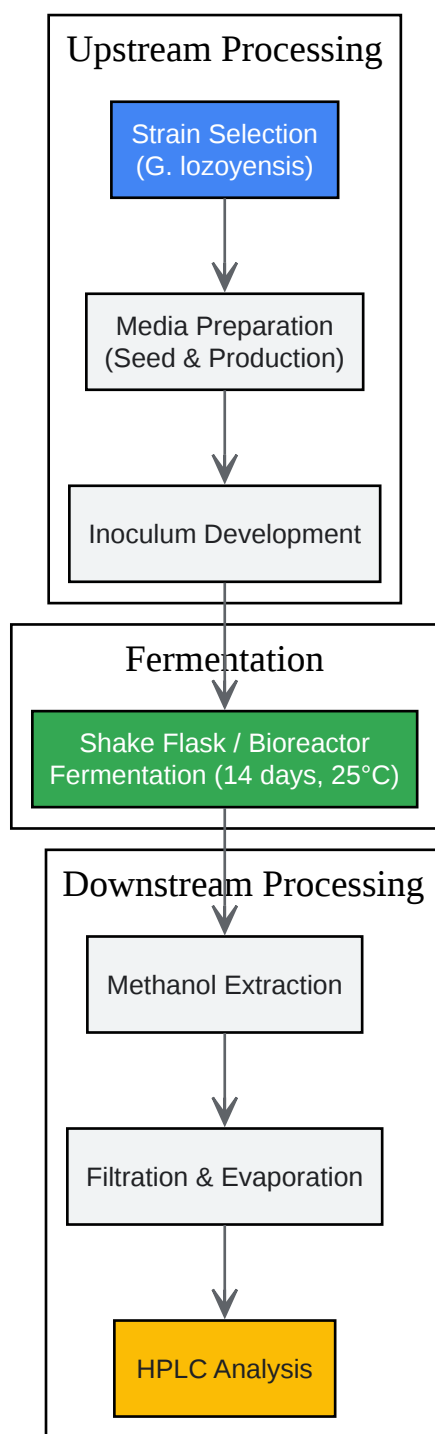 Upstream Processing
Strain Selection
(G. lozoyensis)
Media Preparation
(Seed & Production)
Inoculum Development
Fermentation
Shake Flask / Bioreactor
Fermentation (14 days, 25°C)
Downstream Processing
Methanol Extraction
Filtration & Evaporation
HPLC Analysis